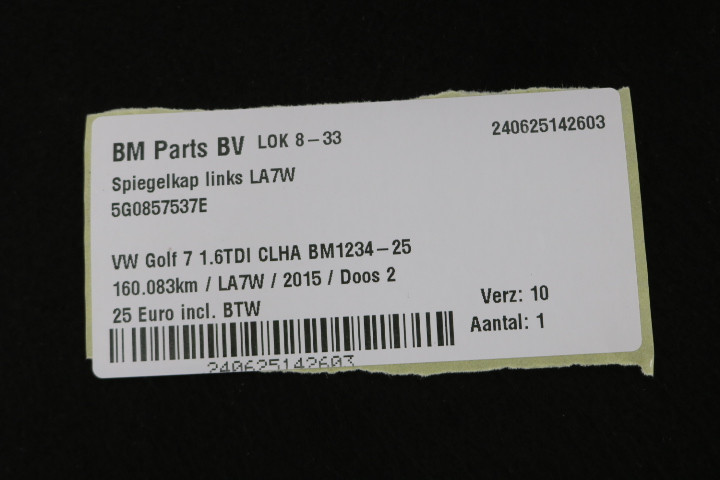 BM Parts BV LOK 8-33 240625142603
Spiegelkap links LA7W
5G0857537E
VW Golf 7 1.6TDI CLHA BM1234-25
160.083km / LA7W / 2015 / Doos 2
25 Euro incl. BTW
Verz: 10
Aantal: 1
240625142603